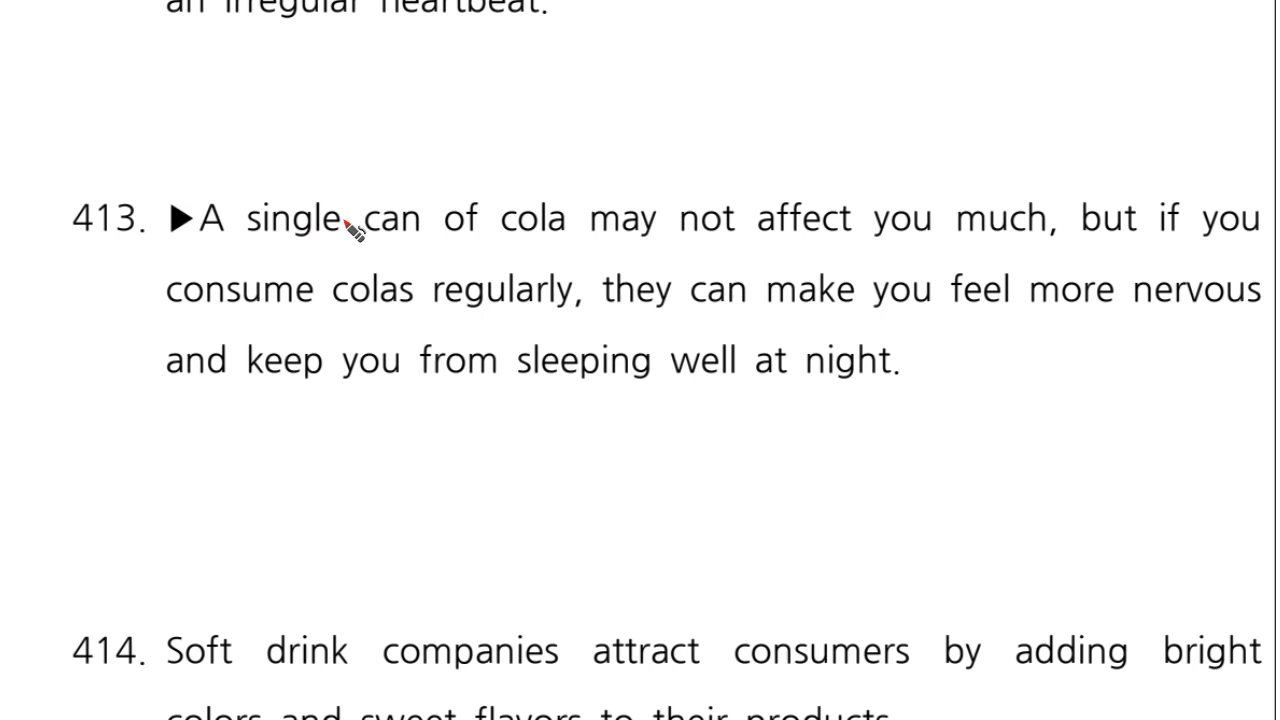 an irregular heartbeat.
413. ▶A single can of cola may not affect you much, but if you
consume colas regularly, they can make you feel more nervous
and keep you from sleeping well at night.
414. Soft drink companies attract consumers by adding bright
colors and sweet flavors to their products.